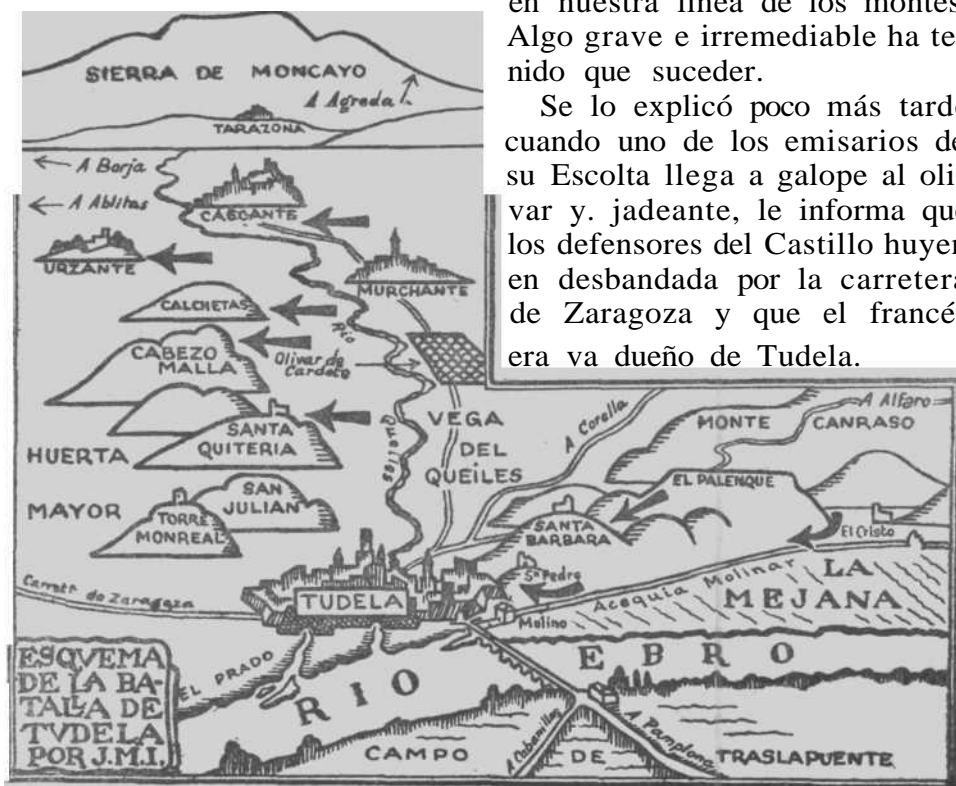 en nuestra línea de los montes.
Algo grave e irremediable ha te-
nido que suceder.
Se lo explicó poco más tarde
cuando uno de los emisarios de
su Escolta llega a galope al oli-
var y. jadeante, le informa que
los defensores del Castillo huyen
en desbandada por la carretera
de Zaragoza y que el francé
era va dueño de Tudela.
SIERRA DE MONCAYO
A Agreda
TARAZONA
A Borja
A Ablitas
CASCANTE
URZANTE
MURCHANTE
CALCHETAS
Rio
CABEZO
MALLA
Olivar de
Cardete
Queiles
SANTA
QUITERIA
HUERTA
MAYOR
VEGA
DEL
QUEILES
A Corella
MONTE CANRASO
A Alfaro
EL PALENQUE
SAN
JULIAN
TORRE
MONREAL
SANTA
BARBARA
El Cristo
Carretr. de Zaragoza
TUDELA
Sn Pedro
Molino
Acequia Molinar
LA
MEJANA
EL PRADO
RIO EBRO
ESQVEMA
DE LA BA-
TALLA DE
TVDELA
POR J.M.I.
A Cabanillas
A Pamplona
CAMPO DE TRASLAPUENTE